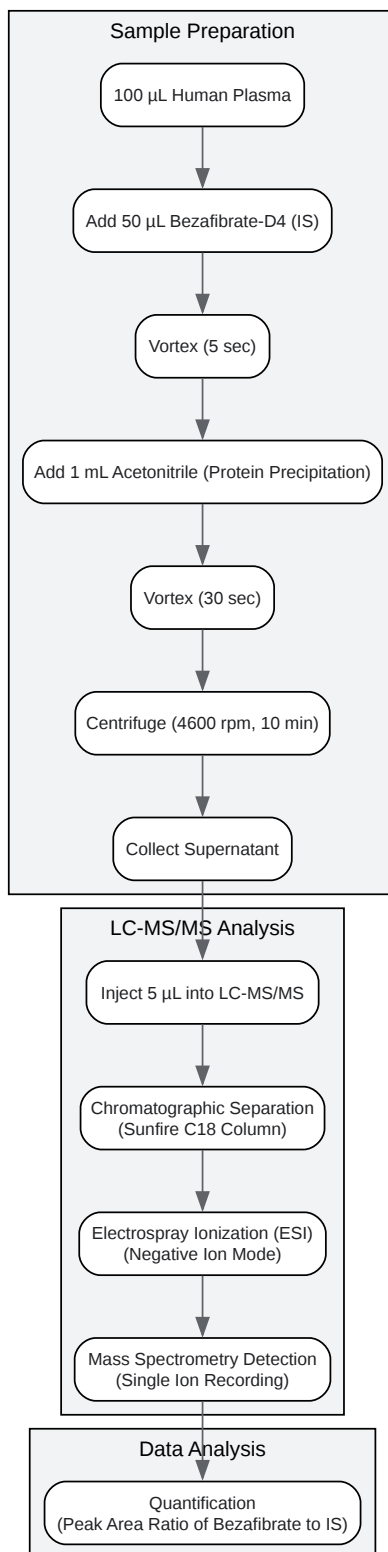 Sample Preparation
100 µL Human Plasma
Add 50 µL Bezafibrate-D4 (IS)
Vortex (5 sec)
Add 1 mL Acetonitrile (Protein Precipitation)
Vortex (30 sec)
Centrifuge (4600 rpm, 10 min)
Collect Supernatant
LC-MS/MS Analysis
Inject 5 µL into LC-MS/MS
Chromatographic Separation
(Sunfire C18 Column)
Electrospray Ionization (ESI)
(Negative Ion Mode)
Mass Spectrometry Detection
(Single Ion Recording)
Data Analysis
Quantification
(Peak Area Ratio of Bezafibrate to IS)